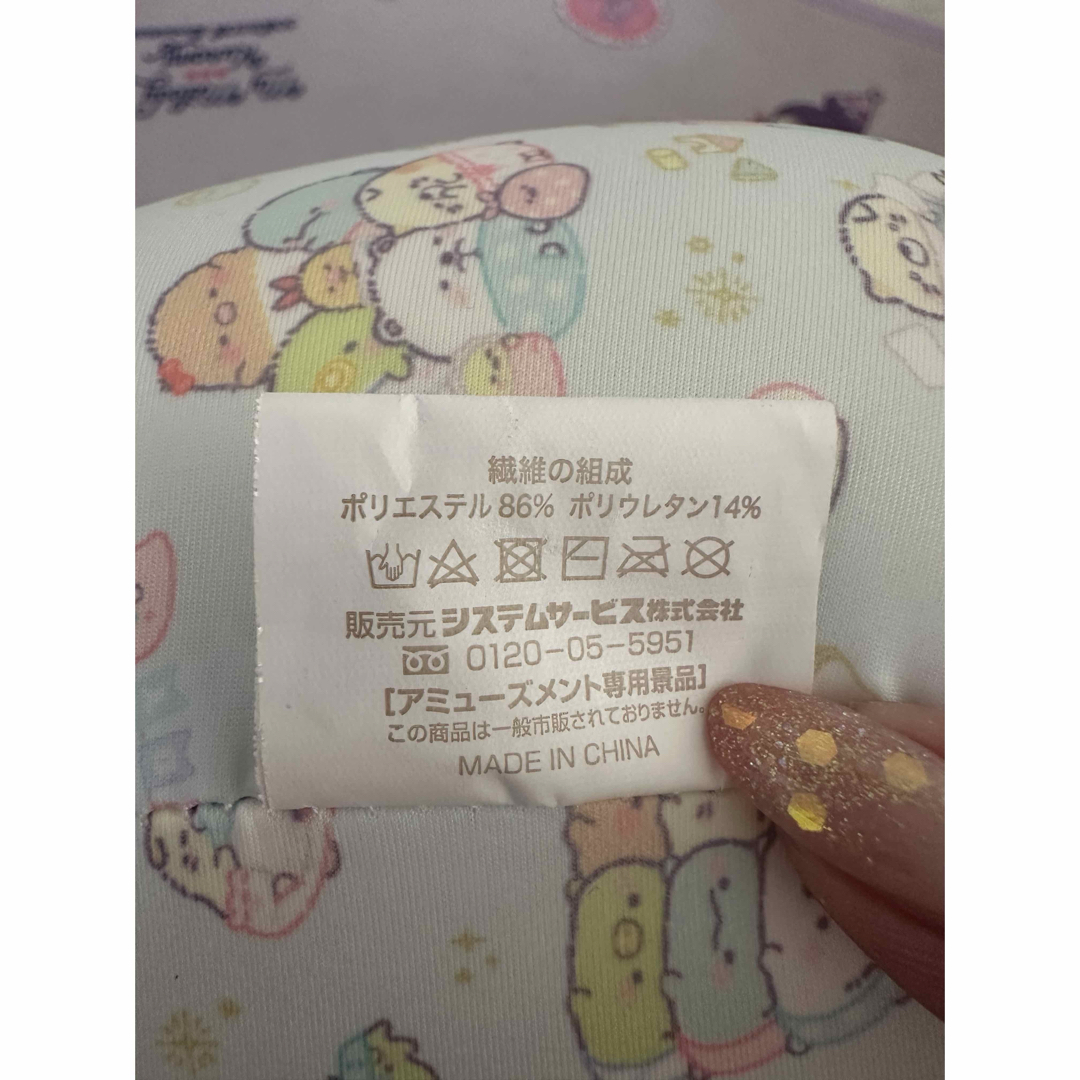 繊維の組成
ポリエステル86% ポリウレタン14%
販売元 システムサービス株式会社
0120-05-5951
[アミューズメント専用景品]
この商品は一般市販されておりません。
MADE IN CHINA